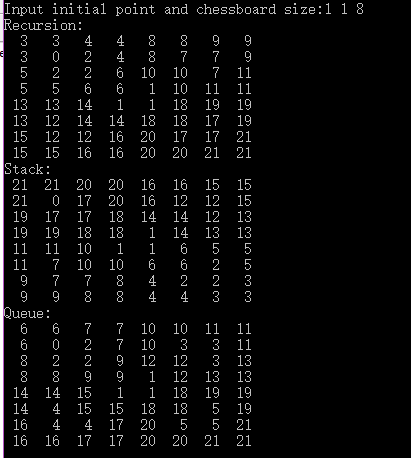 Input initial point and chessboard size:1 1 8
Recursion:
3 3 4 4 8 8 9 9
3 0 2 4 8 7 7 9
5 2 2 6 10 10 7 11
5 5 6 6 1 10 11 11
13 13 14 1 1 18 19 19
13 12 14 14 18 18 17 19
15 12 12 16 20 17 17 21
15 15 16 16 20 20 21 21
Stack:
21 21 20 20 16 16 15 15
21 0 17 20 16 12 12 15
19 17 17 18 14 14 12 13
19 19 18 18 1 14 13 13
11 11 10 1 1 6 5 5
11 7 10 10 6 6 2 5
9 7 7 8 4 2 2 3
9 9 8 8 4 4 3 3
Queue:
6 6 7 7 10 10 11 11
6 0 2 7 10 3 3 11
8 2 2 9 12 12 3 13
8 8 9 9 1 12 13 13
14 14 15 1 1 18 19 19
14 4 15 15 18 18 5 19
16 4 4 17 20 5 5 21
16 16 17 17 20 20 21 21